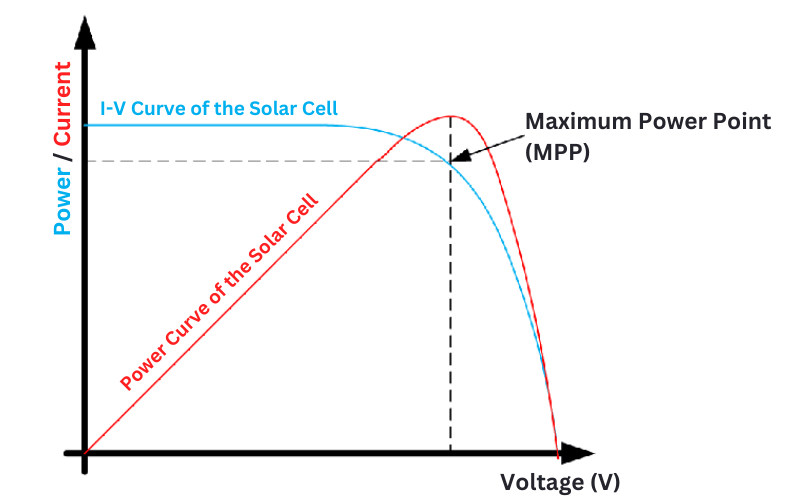 I-V Curve of the Solar Cell
Power / Current
Maximum Power Point
(MPP)
Power Curve of the Solar Cell
Voltage (V)